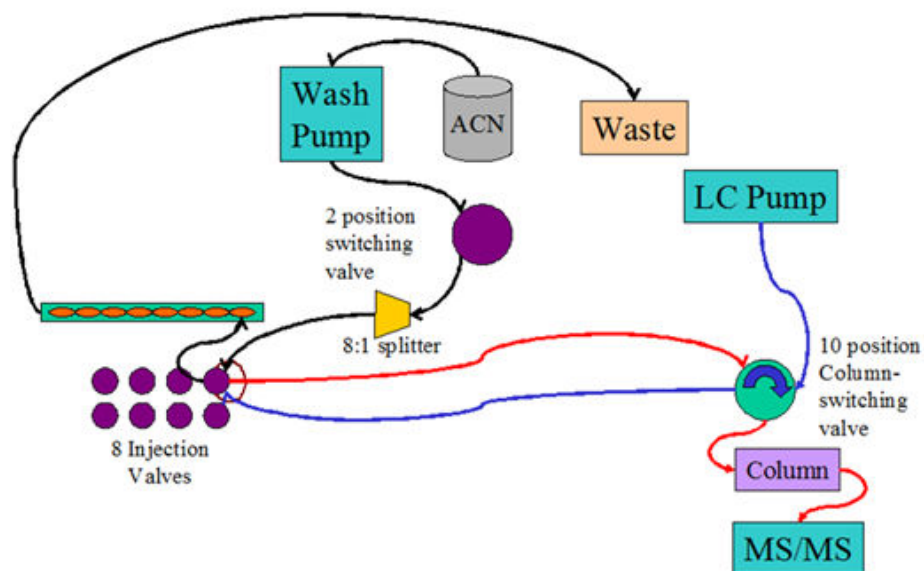 Wash
Pump
ACN
Waste
LC Pump
2 position
switching
valve
8:1 splitter
10 position
Column-
switching
valve
8 Injection
Valves
Column
MS/MS